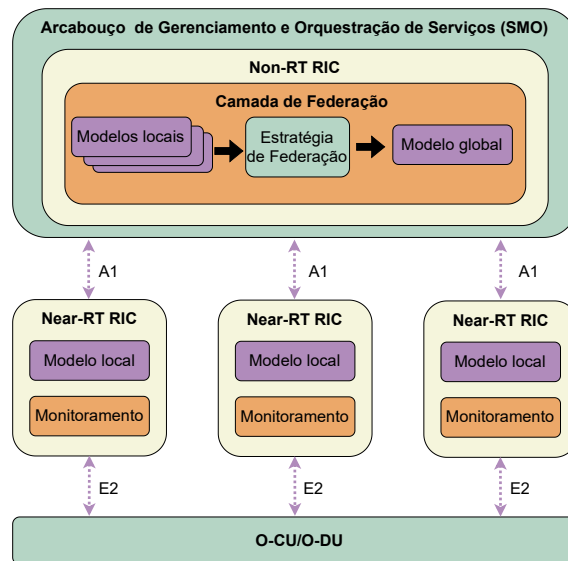 Arcabouço de Gerenciamento e Orquestração de Serviços (SMO)
Non-RT RIC
Camada de Federação
Modelos locais
Estratégia
de Federação
Modelo global
A1
A1
A1
Near-RT RIC
Modelo local
Monitoramento
Near-RT RIC
Modelo local
Monitoramento
Near-RT RIC
Modelo local
Monitoramento
E2
E2
E2
O-CU/O-DU